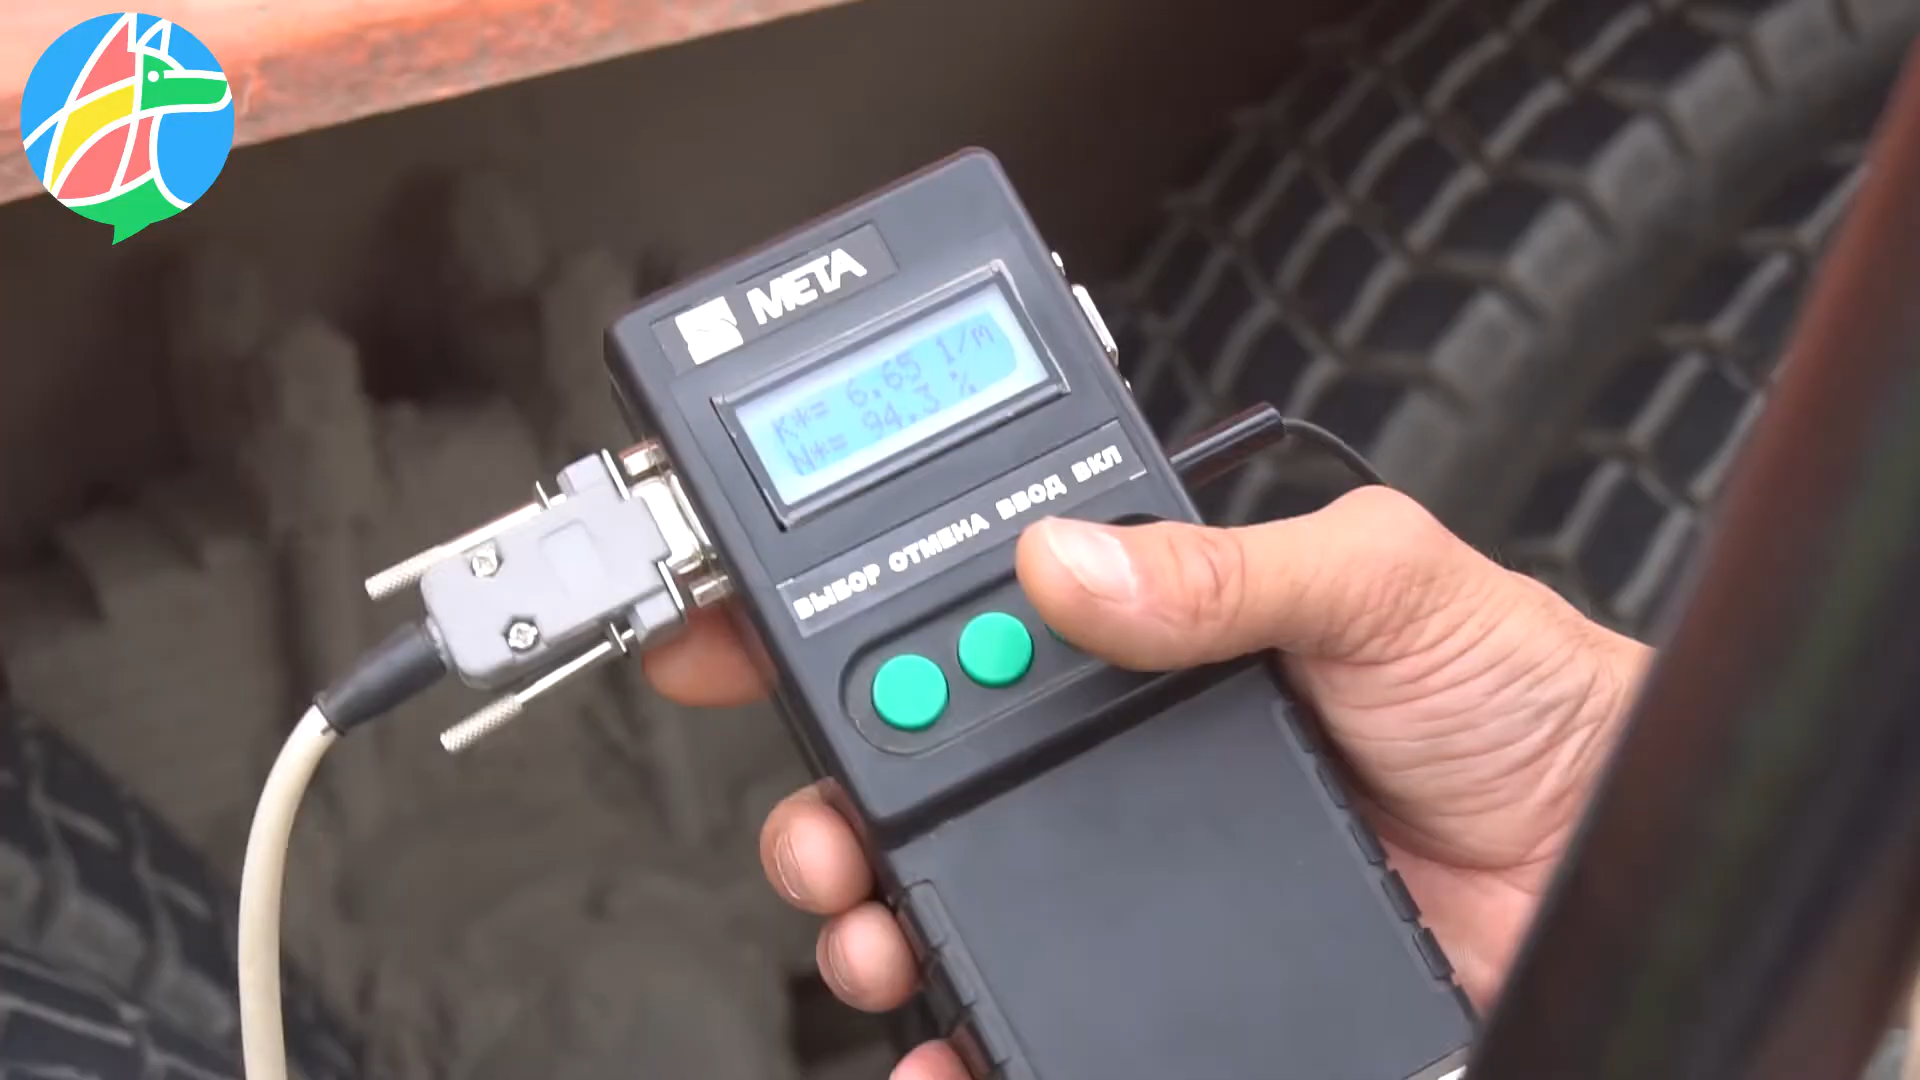 МЕТА
K*= 6.65 1/m
N*= 94.3 %
ВЫБОР ОТМЕНА ВВОД ВКЛ